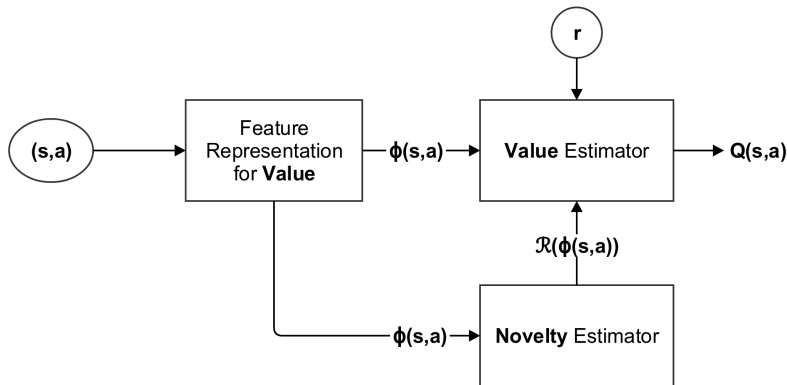 r
(s,a)
Feature
Representation
for Value
ϕ(s,a)
Value Estimator
Q(s,a)
ℛ(ϕ(s,a))
ϕ(s,a)
Novelty Estimator